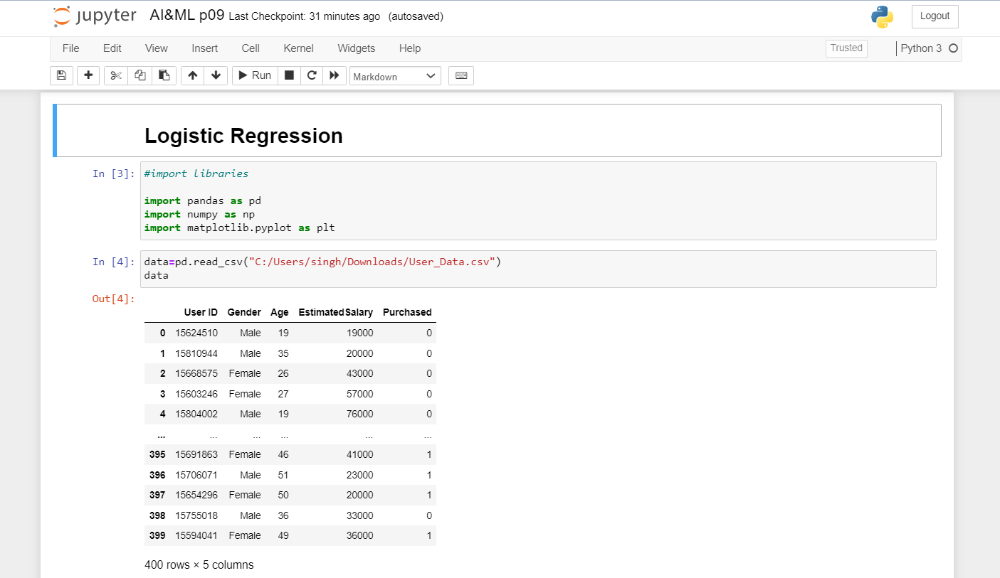 jupyter AI&ML p09 Last Checkpoint: 31 minutes ago (autosaved) Logout
File Edit View Insert Cell Kernel Widgets Help Trusted Python 3
Run Markdown
Logistic Regression
In [3]: #import libraries
import pandas as pd
import numpy as np
import matplotlib.pyplot as plt
In [4]: data=pd.read_csv("C:/Users/singh/Downloads/User_Data.csv")
data
Out[4]:
User ID Gender Age EstimatedSalary Purchased
0 15624510 Male 19 19000 0
1 15810944 Male 35 20000 0
2 15668575 Female 26 43000 0
3 15603246 Female 27 57000 0
4 15804002 Male 19 76000 0
... ... ... ... ... ...
395 15691863 Female 46 41000 1
396 15706071 Male 51 23000 1
397 15654296 Female 50 20000 1
398 15755018 Male 36 33000 0
399 15594041 Female 49 36000 1
400 rows × 5 columns